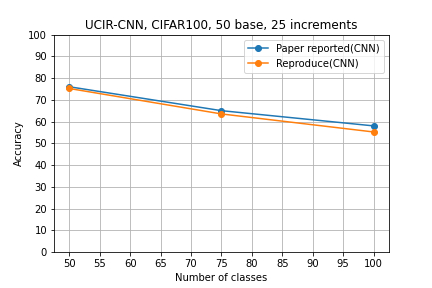 UCIR-CNN, CIFAR100, 50 base, 25 increments
Paper reported(CNN)
Reproduce(CNN)
100
90
80
70
60
50
40
30
20
10
0
Accuracy
50 55 60 65 70 75 80 85 90 95 100
Number of classes